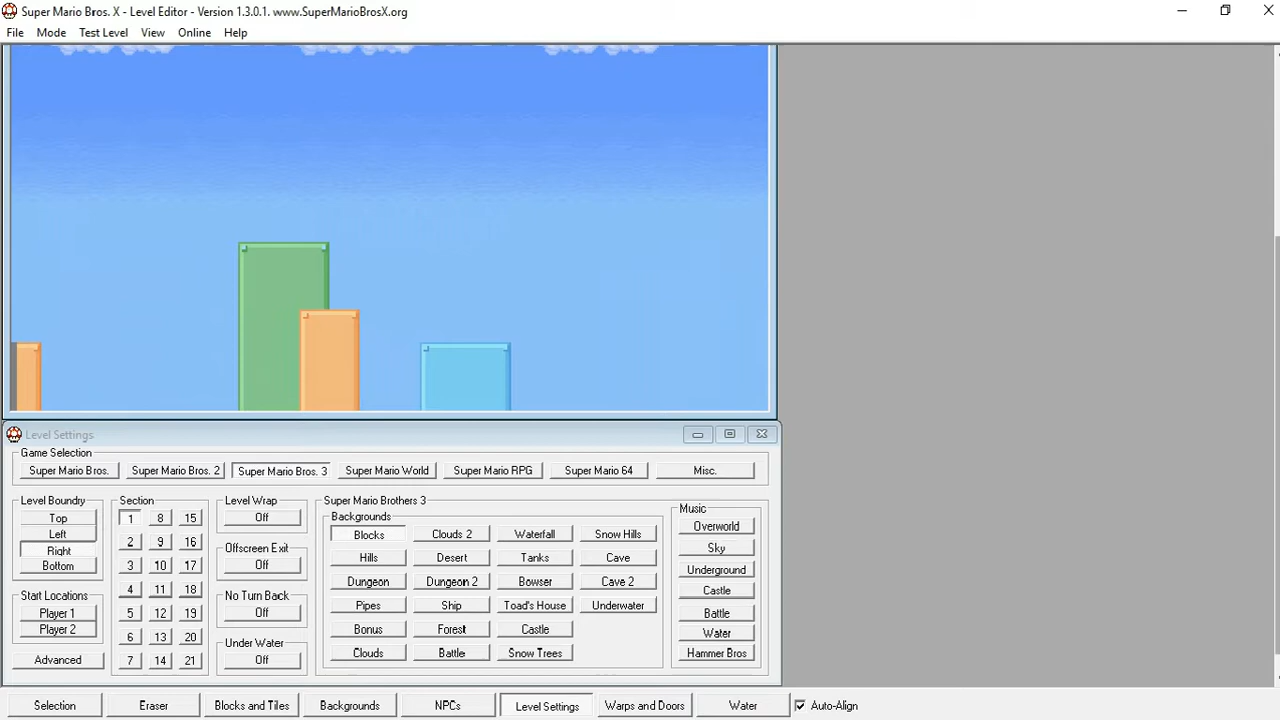 Super Mario Bros. X - Level Editor - Version 1.3.0.1. www.SuperMarioBrosX.org
File Mode Test Level View Online Help
Level Settings
Game Selection
Super Mario Bros. Super Mario Bros. 2 Super Mario Bros. 3 Super Mario World Super Mario RPG Super Mario 64 Misc.
Level Boundry
Top
Left
Right
Bottom
Start Locations
Player 1
Player 2
Advanced
Section
1 8 15
2 9 16
3 10 17
4 11 18
5 12 19
6 13 20
7 14 21
Level Wrap
Off
Offscreen Exit
Off
No Turn Back
Off
Under Water
Off
Super Mario Brothers 3
Backgrounds
Blocks Clouds 2 Waterfall Snow Hills
Hills Desert Tanks Cave
Dungeon Dungeon 2 Bowser Cave 2
Pipes Ship Toad's House Underwater
Bonus Forest Castle
Clouds Battle Snow Trees
Music
Overworld
Sky
Underground
Castle
Battle
Water
Hammer Bros
Selection Eraser Blocks and Tiles Backgrounds NPCs Level Settings Warps and Doors Water Auto-Align